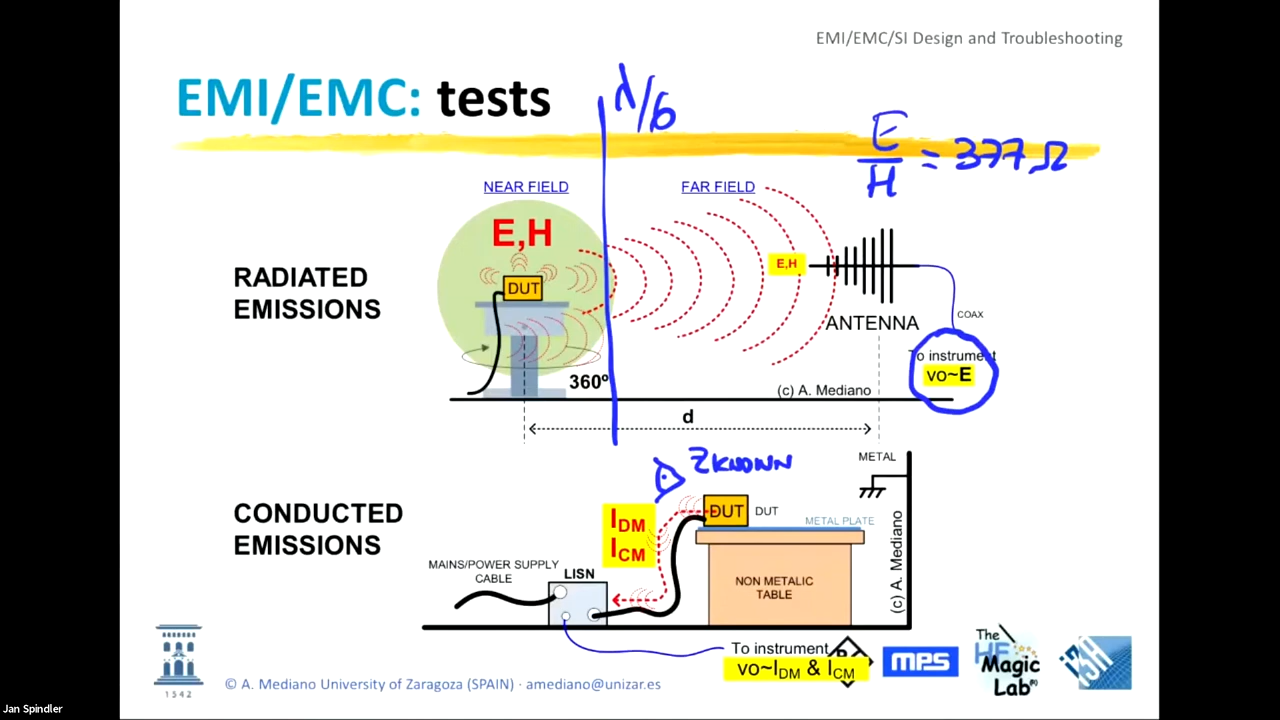 EMI/EMC/SI Design and Troubleshooting
EMI/EMC: tests
λ/6
E/H = 377 Ω
NEAR FIELD
FAR FIELD
E,H
E,H
DUT
RADIATED
EMISSIONS
ANTENNA
COAX
To instrument
vo~E
360º
(c) A. Mediano
d
Z KNOWN
METAL
CONDUCTED
EMISSIONS
IDM
ICM
DUT
DUT
METAL PLATE
MAINS/POWER SUPPLY
CABLE
LISN
NON METALIC
TABLE
(c) A. Mediano
To instrument
vo~IDM & ICM
1542
© A. Mediano University of Zaragoza (SPAIN) · amediano@unizar.es
mps
The
HF
Magic
Lab(R)
i3A
Jan Spindler